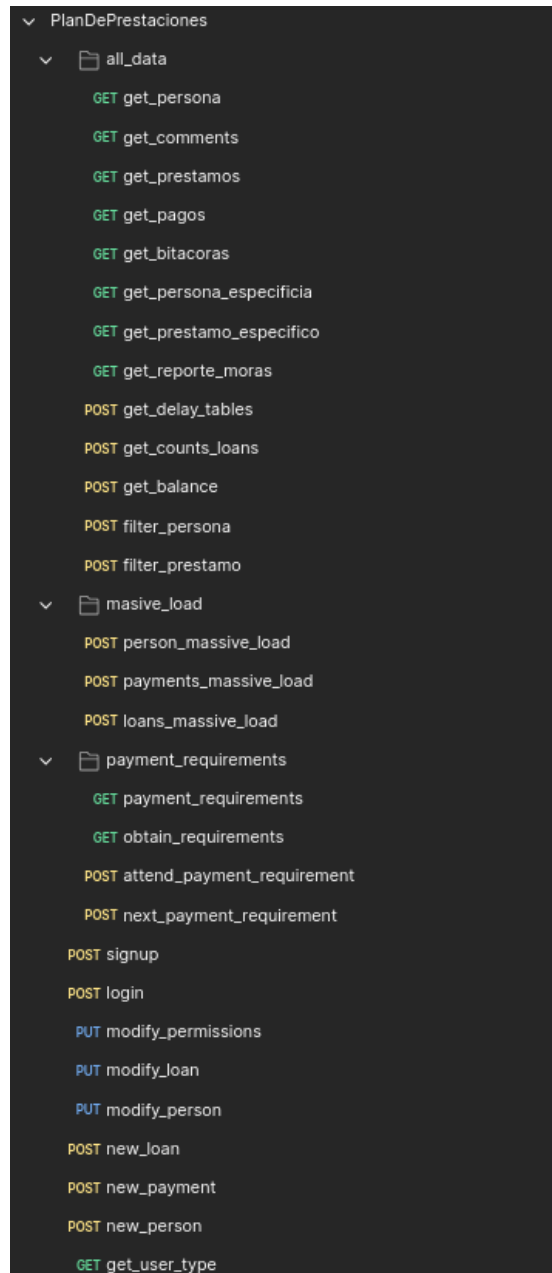 PlanDePrestaciones
all_data
GET get_persona
GET get_comments
GET get_prestamos
GET get_pagos
GET get_bitacoras
GET get_persona_especificia
GET get_prestamo_especifico
GET get_reporte_moras
POST get_delay_tables
POST get_counts_loans
POST get_balance
POST filter_persona
POST filter_prestamo
masive_load
POST person_massive_load
POST payments_massive_load
POST loans_massive_load
payment_requirements
GET payment_requirements
GET obtain_requirements
POST attend_payment_requirement
POST next_payment_requirement
POST signup
POST login
PUT modify_permissions
PUT modify_loan
PUT modify_person
POST new_loan
POST new_payment
POST new_person
GET get_user_type